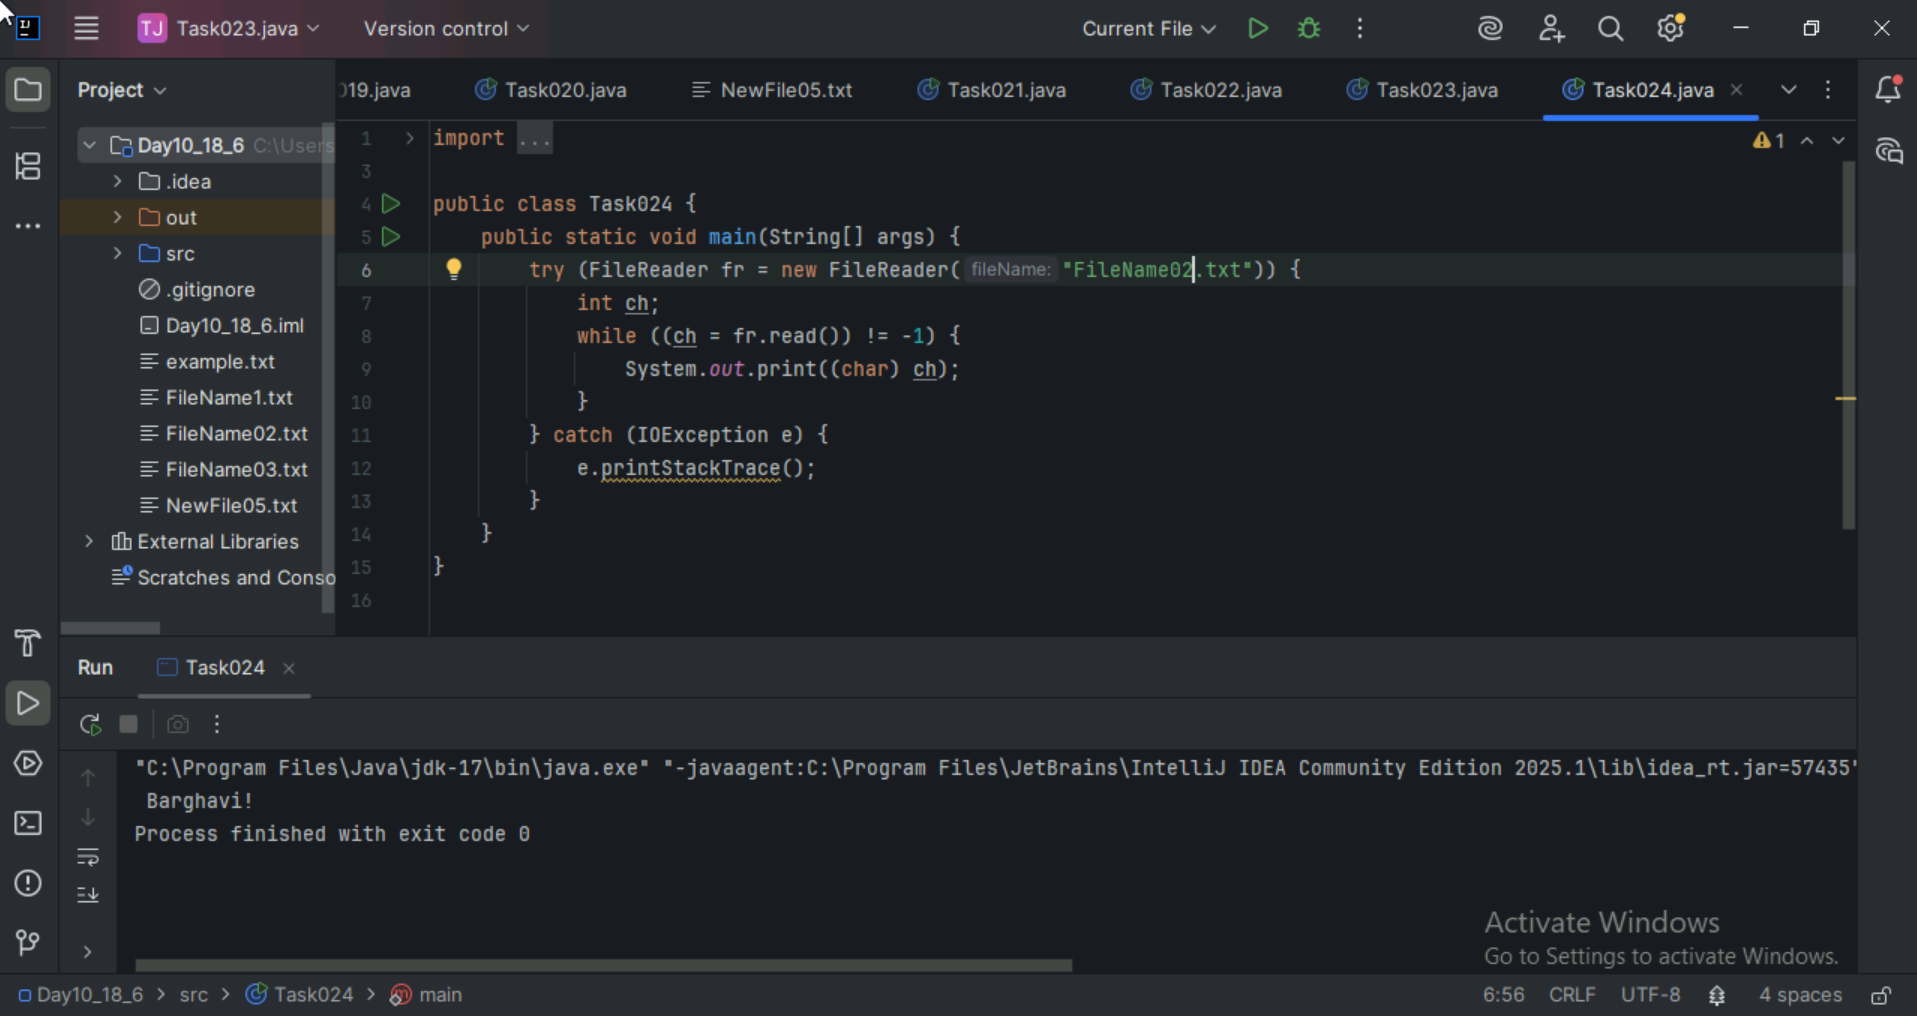 TJ Task023.java Version control Current File
Project
019.java Task020.java NewFile05.txt Task021.java Task022.java Task023.java Task024.java
Day10_18_6 C:\Users
.idea
out
src
.gitignore
Day10_18_6.iml
example.txt
FileName1.txt
FileName02.txt
FileName03.txt
NewFile05.txt
External Libraries
Scratches and Conso
1 import ...
3
4 public class Task024 {
5 public static void main(String[] args) {
6 try (FileReader fr = new FileReader( fileName: "FileName02.txt")) {
7 int ch;
8 while ((ch = fr.read()) != -1) {
9 System.out.print((char) ch);
10 }
11 } catch (IOException e) {
12 e.printStackTrace();
13 }
14 }
15 }
16
1
Run Task024
"C:\Program Files\Java\jdk-17\bin\java.exe" "-javaagent:C:\Program Files\JetBrains\IntelliJ IDEA Community Edition 2025.1\lib\idea_rt.jar=57435"
Barghavi!
Process finished with exit code 0
Activate Windows
Go to Settings to activate Windows.
Day10_18_6 > src > Task024 > main 6:56 CRLF UTF-8 4 spaces